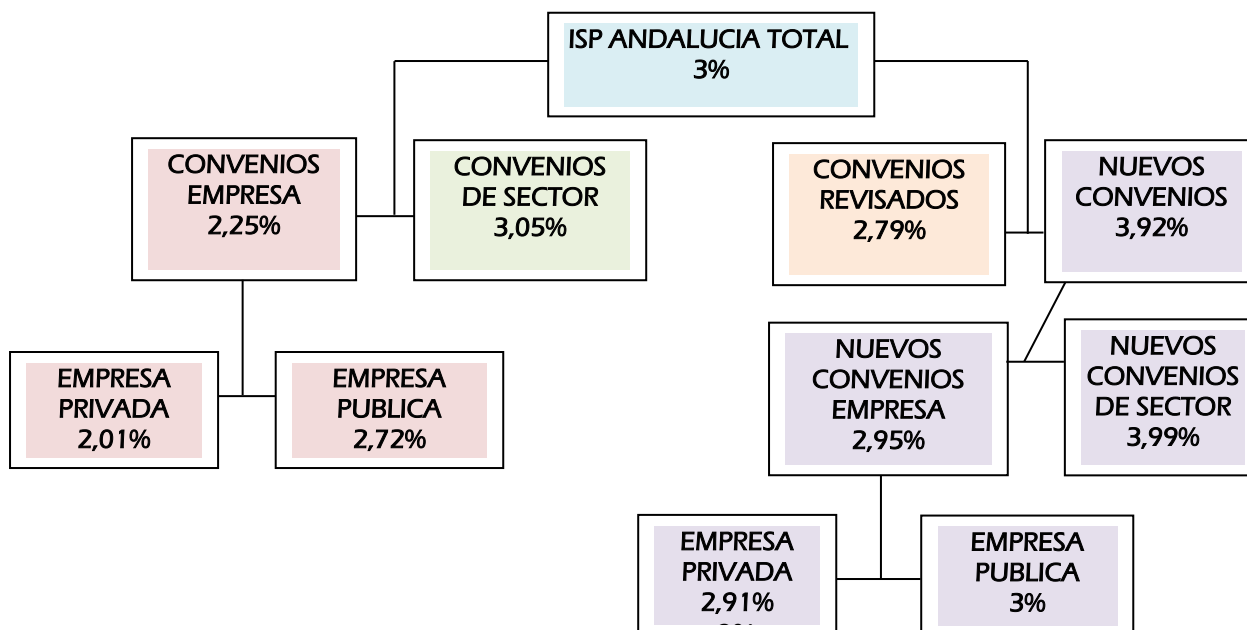 ISP ANDALUCIA TOTAL
3%
CONVENIOS
EMPRESA
2,25%
CONVENIOS
DE SECTOR
3,05%
CONVENIOS
REVISADOS
2,79%
NUEVOS
CONVENIOS
3,92%
EMPRESA
PRIVADA
2,01%
EMPRESA
PUBLICA
2,72%
NUEVOS
CONVENIOS
EMPRESA
2,95%
NUEVOS
CONVENIOS
DE SECTOR
3,99%
EMPRESA
PRIVADA
2,91%
EMPRESA
PUBLICA
3%